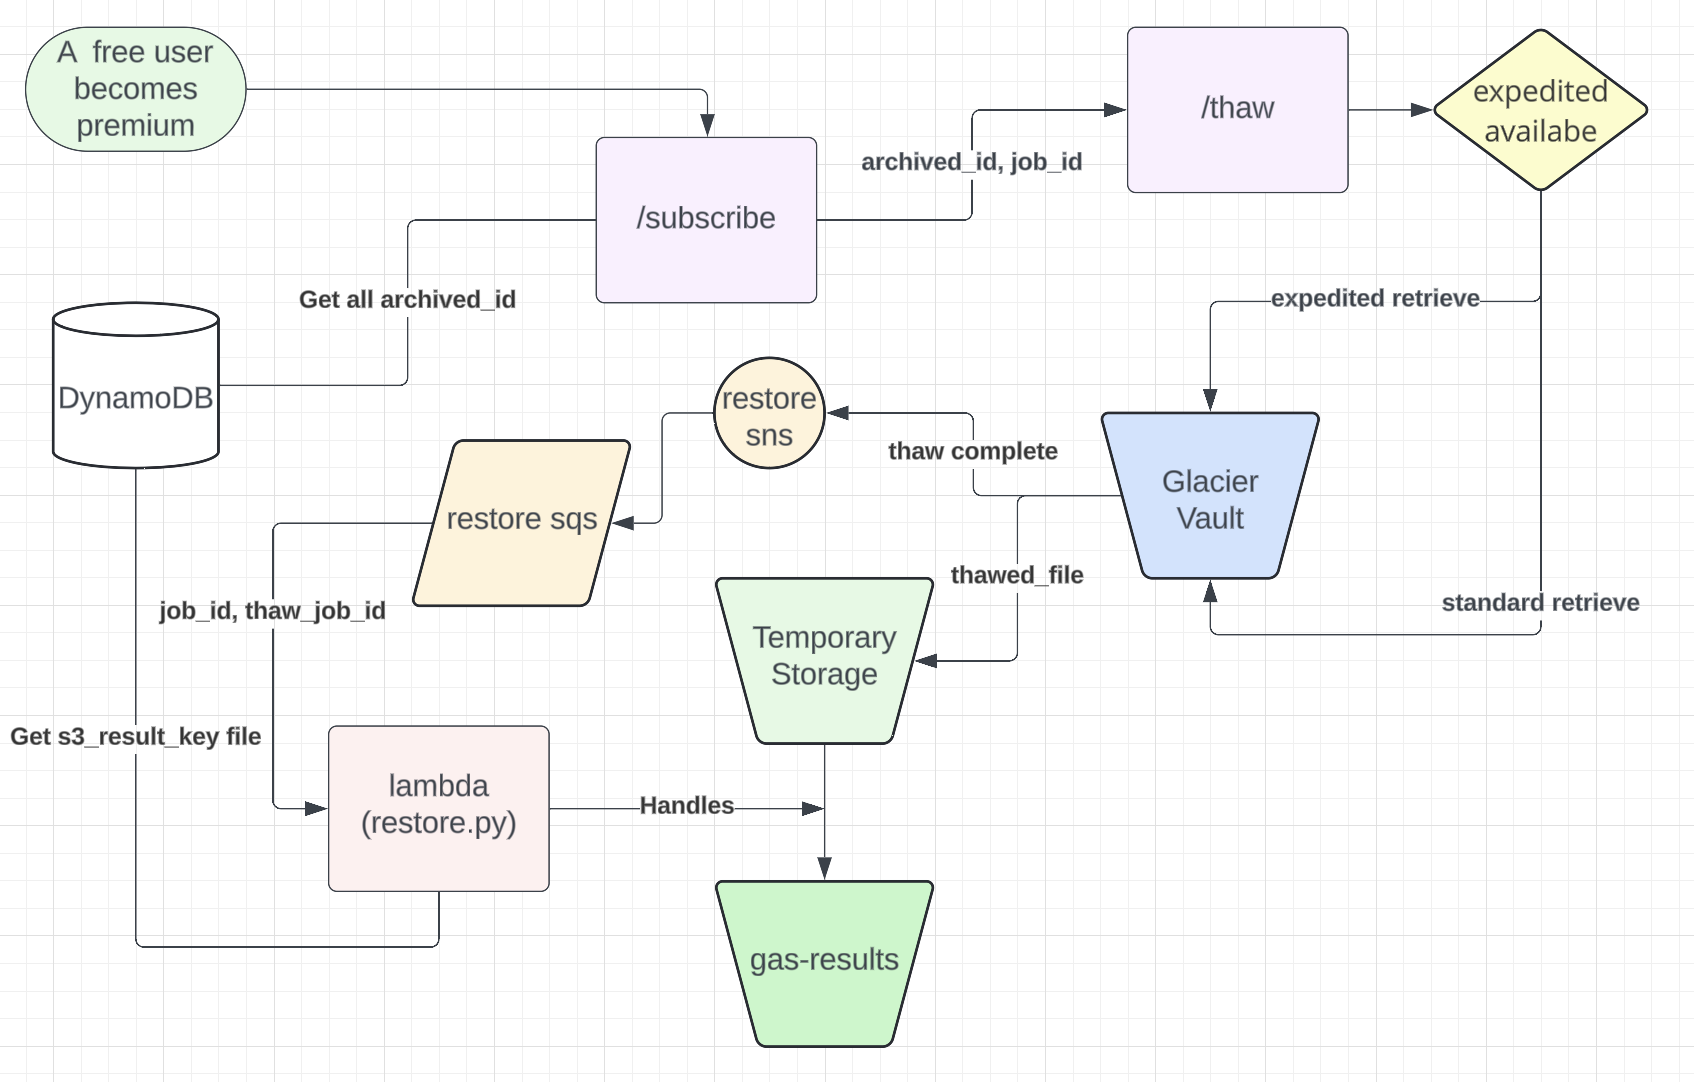 A  free user
becomes
premium
/subscribe
archived_id, job_id
/thaw
expedited
availabe
Get all archived_id
expedited retrieve
DynamoDB
restore
sns
thaw complete
Glacier
Vault
restore sqs
thawed_file
standard retrieve
job_id, thaw_job_id
Temporary
Storage
Get s3_result_key file
lambda
(restore.py)
Handles
gas-results